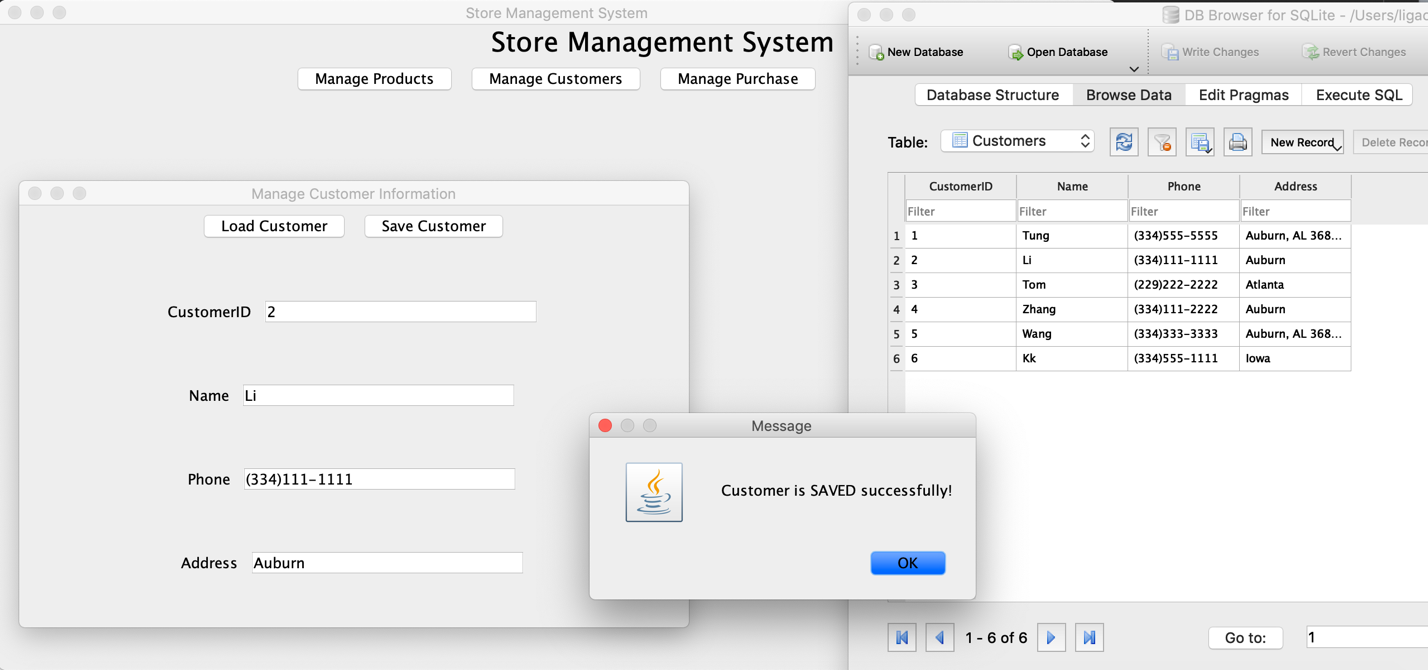 Store Management System
Store Management System
Manage Products Manage Customers Manage Purchase
Manage Customer Information
Load Customer Save Customer
CustomerID 2
Name Li
Phone (334)111-1111
Address Auburn
Message
Customer is SAVED successfully!
OK
DB Browser for SQLite - /Users/ligao
New Database Open Database Write Changes Revert Changes
Database Structure Browse Data Edit Pragmas Execute SQL
Table: Customers New Record Delete Recor
CustomerID Name Phone Address
Filter Filter Filter Filter
1 1 Tung (334)555-5555 Auburn, AL 368...
2 2 Li (334)111-1111 Auburn
3 3 Tom (229)222-2222 Atlanta
4 4 Zhang (334)111-2222 Auburn
5 5 Wang (334)333-3333 Auburn, AL 368...
6 6 Kk (334)555-1111 Iowa
1 - 6 of 6 Go to: 1